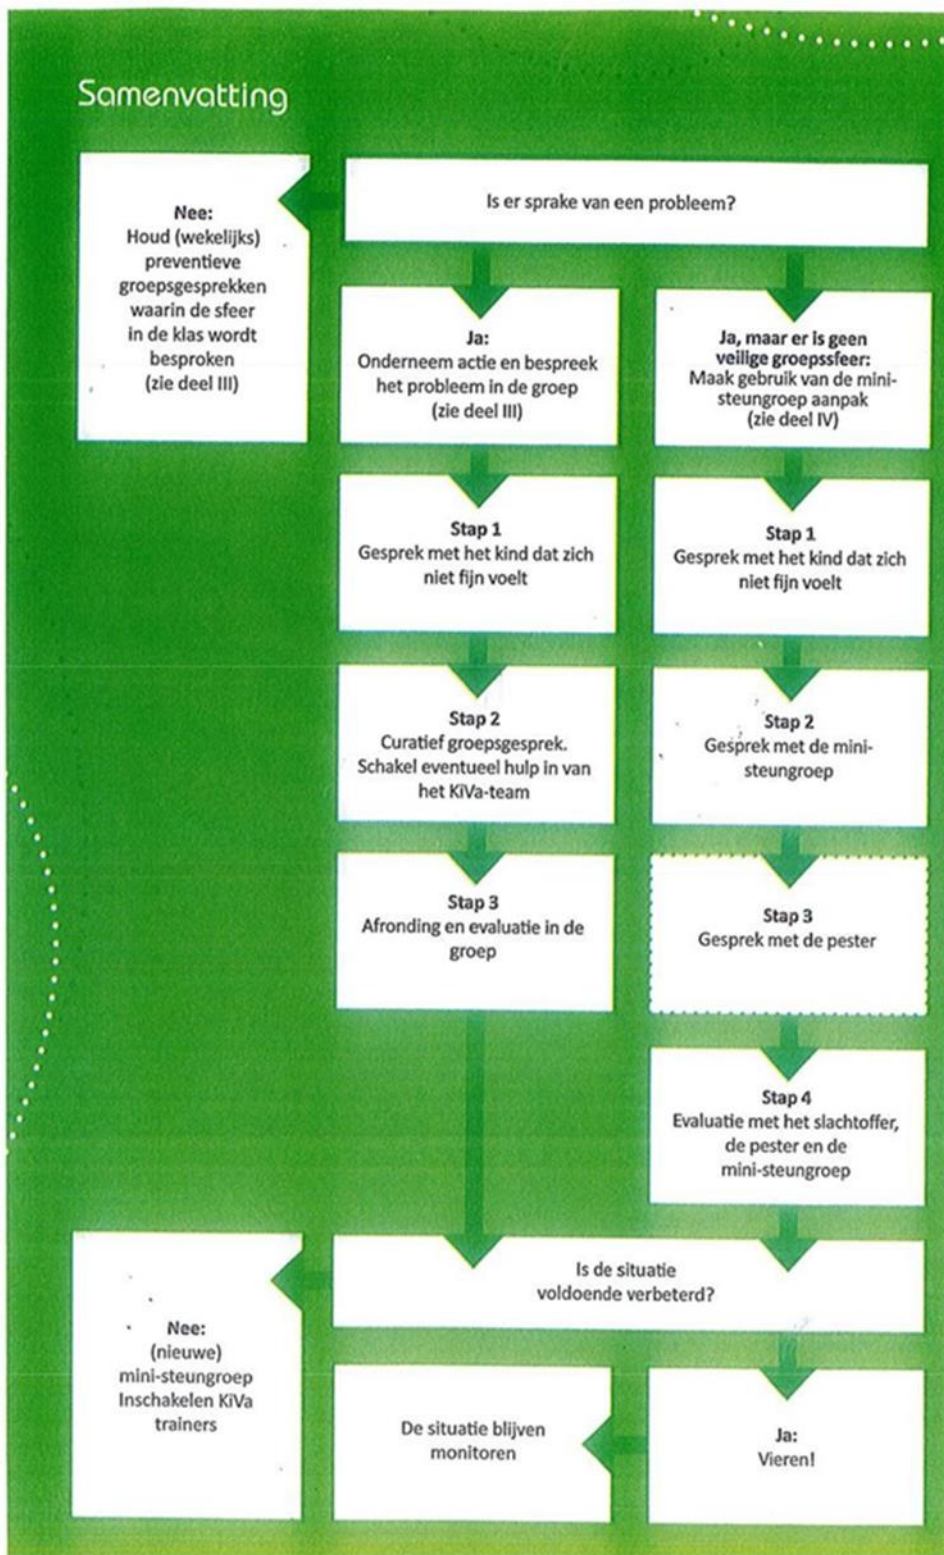 Samenvatting
Is er sprake van een probleem?
Nee:
Houd (wekelijks)
preventieve
groepsgesprekken
waarin de sfeer
in de klas wordt
besproken
(zie deel III)
Ja:
Onderneem actie en bespreek
het probleem in de groep
(zie deel III)
Ja, maar er is geen
veilige groepssfeer:
Maak gebruik van de mini-
steungroep aanpak
(zie deel IV)
Stap 1
Gesprek met het kind dat zich
niet fijn voelt
Stap 1
Gesprek met het kind dat zich
niet fijn voelt
Stap 2
Curatief groepsgesprek.
Schakel eventueel hulp in van
het KiVa-team
Stap 2
Gesprek met de mini-
steungroep
Stap 3
Afronding en evaluatie in de
groep
Stap 3
Gesprek met de pester
Stap 4
Evaluatie met het slachtoffer,
de pester en de
mini-steungroep
Is de situatie
voldoende verbeterd?
Nee:
(nieuwe)
mini-steungroep
Inschakelen KiVa
trainers
De situatie blijven
monitoren
Ja:
Vieren!